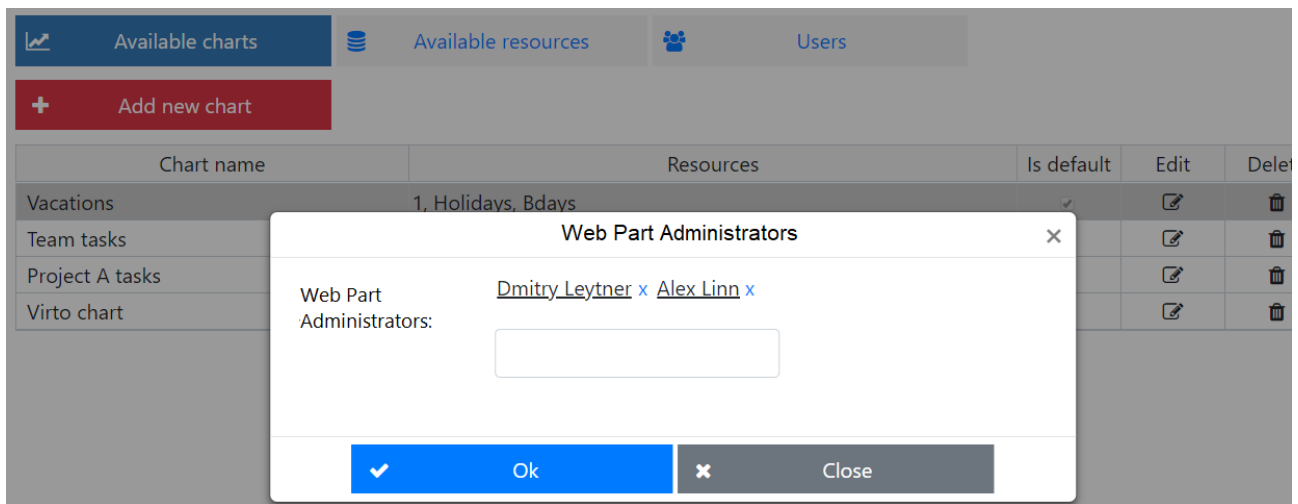 Available charts Available resources Users
Add new chart
Chart name Resources Is default Edit Delet
Vacations 1, Holidays, Bdays
Team tasks
Project A tasks
Virto chart
Web Part Administrators ×
Web Part
Administrators:
Dmitry Leytner x Alex Linn x
Ok Close